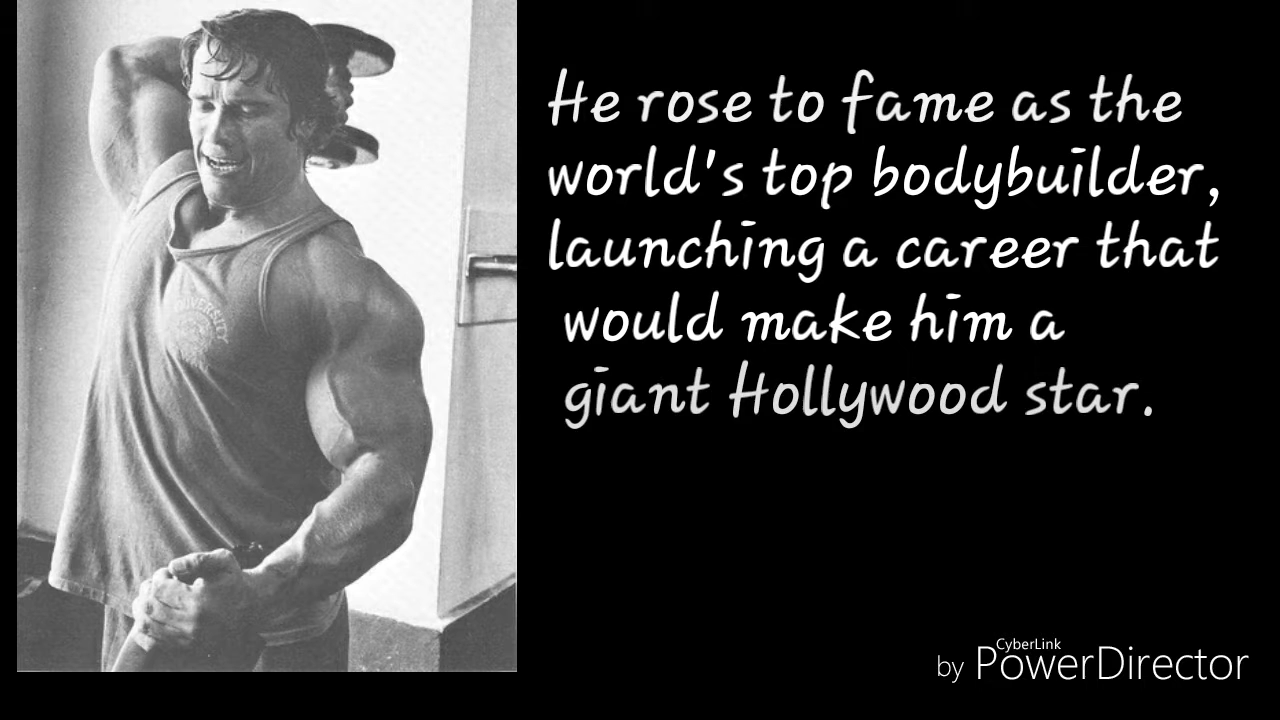 He rose to fame as the
world's top bodybuilder,
launching a career that
would make him a
giant Hollywood star.
CyberLink
by PowerDirector